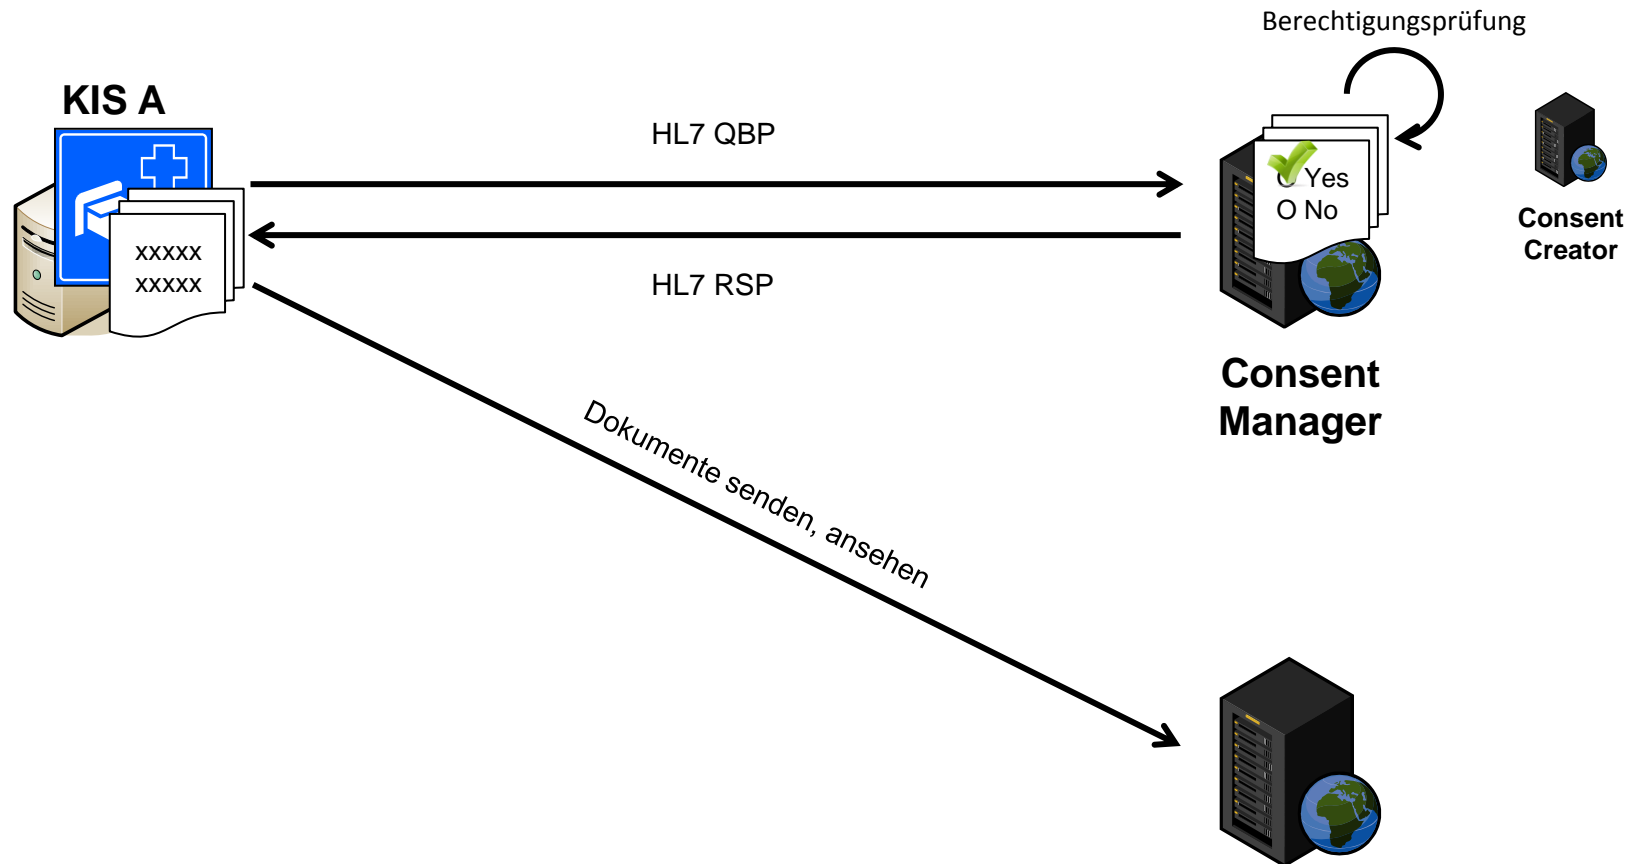 Berechtigungsprüfung
KIS A
HL7 QBP
Yes
O No
xxxxx
xxxxx
HL7 RSP
Consent
Creator
Consent
Manager
Dokumente senden, ansehen